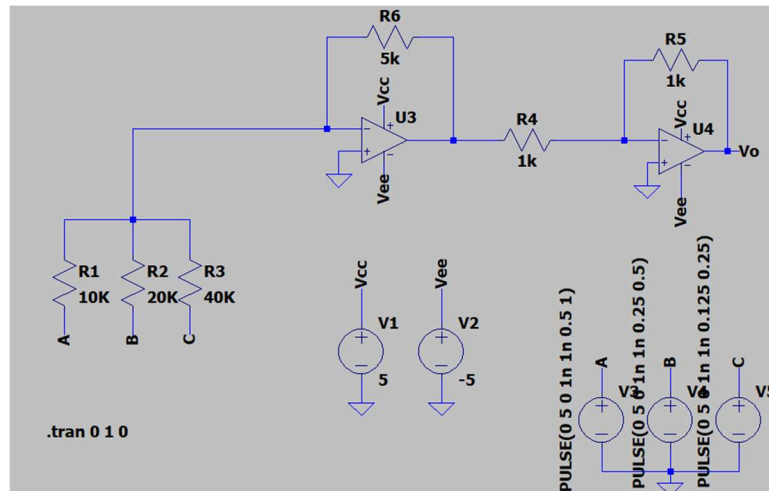 R6
5k
Vcc
U3
Vee
R4
1k
R5
1k
Vcc
U4
Vo
Vee
R1
10K
R2
20K
R3
40K
A
B
C
Vcc
V1
5
Vee
V2
-5
PULSE(0 5 0 1n 1n 0.5 1)
A
V3
PULSE(0 5 0 1n 1n 0.25 0.5)
B
V4
PULSE(0 5 0 1n 1n 0.125 0.25)
C
.tran 0 1 0